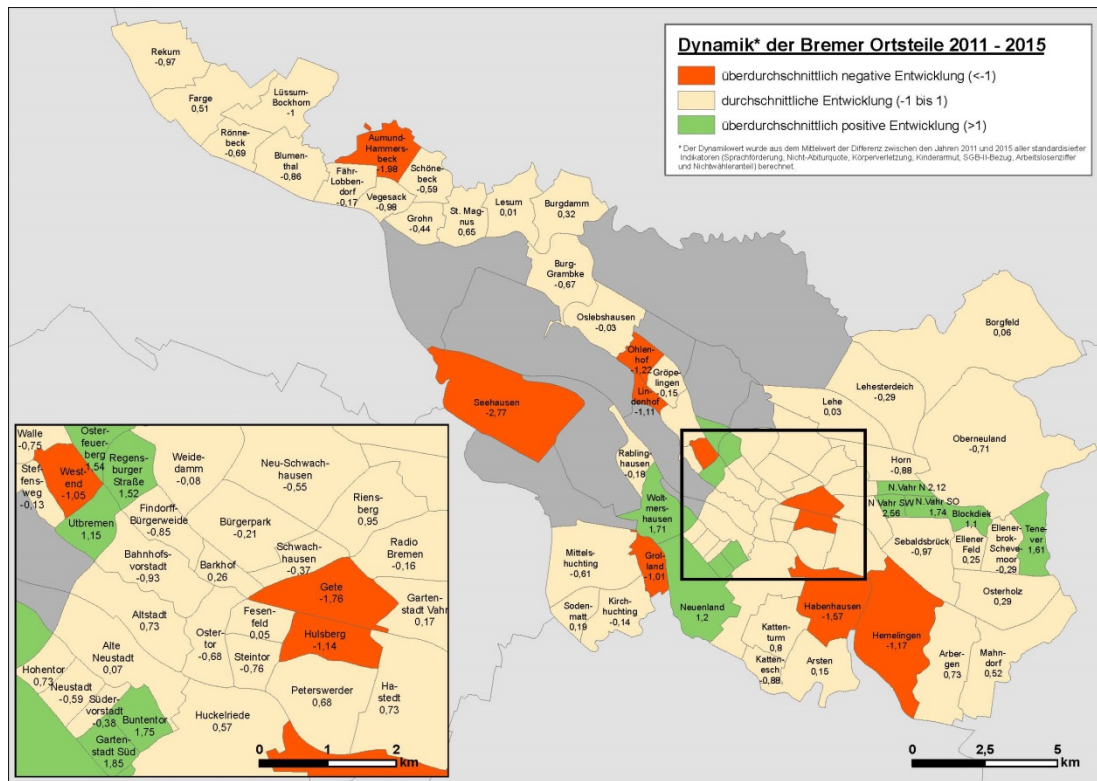 Dynamik* der Bremer Ortsteile 2011 - 2015
überdurchschnittlich negative Entwicklung (<-1)
durchschnittliche Entwicklung (-1 bis 1)
überdurchschnittlich positive Entwicklung (>1)
* Der Dynamikwert wurde aus dem Mittelwert der Differenz zwischen den Jahren 2011 und 2015 aller standardisierter
Indikatoren (Sprachförderung, Nicht-Abiturquote, Körperverletzung, Kinderarmut, SGB-II-Bezug, Arbeitslosenziffer
und Nichtwähleranteil) berechnet.
Rekum
-0,97
Farge
0,51
Lüssum-
Bockhorn
-1
Rönne-
beck
-0,69
Blumen-
thal
-0,86
Aumund-
Hammers-
beck
-1,98
Fähr-
Lobben-
dorf
-0,17
Schöne-
beck
-0,59
Vegesack
-0,98
Grohn
-0,44
St. Mag-
nus
0,65
Lesum
0,01
Burgdamm
0,32
Burg-
Grambke
-0,67
Oslebshausen
-0,03
Ohlen-
hof
-1,22
Gröpe-
lingen
-0,15
Lin-
denhof
-1,11
Seehausen
-2,77
Borgfeld
0,06
Lehesterdeich
-0,29
Lehe
0,03
Oberneuland
-0,71
Horn
-0,88
Rabling-
hausen
-0,18
Wolt-
mers-
hausen
1,71
N.Vahr N 2,12
N.Vahr SW
2,56
N.Vahr SO
1,74
Blockdiek
1,1
Tene-
ver
1,61
Sebaldsbrück
-0,97
Ellener
Feld
0,25
Ellener-
brok-
Scheve-
moor
-0,29
Mittels-
huchting
-0,61
Grol-
land
-1,01
Soden-
matt
0,19
Kirch-
huchting
-0,14
Neuenland
1,2
Habenhausen
-1,57
Hemelingen
-1,17
Osterholz
0,29
Katten-
turm
0,8
Katten-
esch
-0,88
Arsten
0,15
Arber-
gen
0,73
Mahn-
dorf
0,52
Walle
-0,75
Oster-
feuer-
berg
1,54
Regens-
burger
Straße
1,52
Weide-
damm
-0,08
Neu-Schwach-
hausen
-0,55
Stef-
fens-
weg
-0,13
West-
end
-1,05
Utbremen
1,15
Findorff-
Bürgerweide
-0,85
Bürgerpark
-0,21
Riens-
berg
0,95
Bahnhofs-
vorstadt
-0,93
Barkhof
0,26
Schwach-
hausen
-0,37
Radio
Bremen
-0,16
Gete
-1,76
Garten-
stadt Vahr
0,17
Altstadt
0,73
Fesen-
feld
0,05
Hulsberg
-1,14
Oster-
tor
-0,68
Steintor
-0,76
Alte
Neustadt
0,07
Hohentor
0,73
Neustadt
-0,59
Süder-
vorstadt
-0,38
Buntentor
1,75
Garten-
stadt Süd
1,85
Huckelriede
0,57
Peterswerder
0,68
Ha-
stedt
0,73
0 1 2
km
0 2,5 5
km